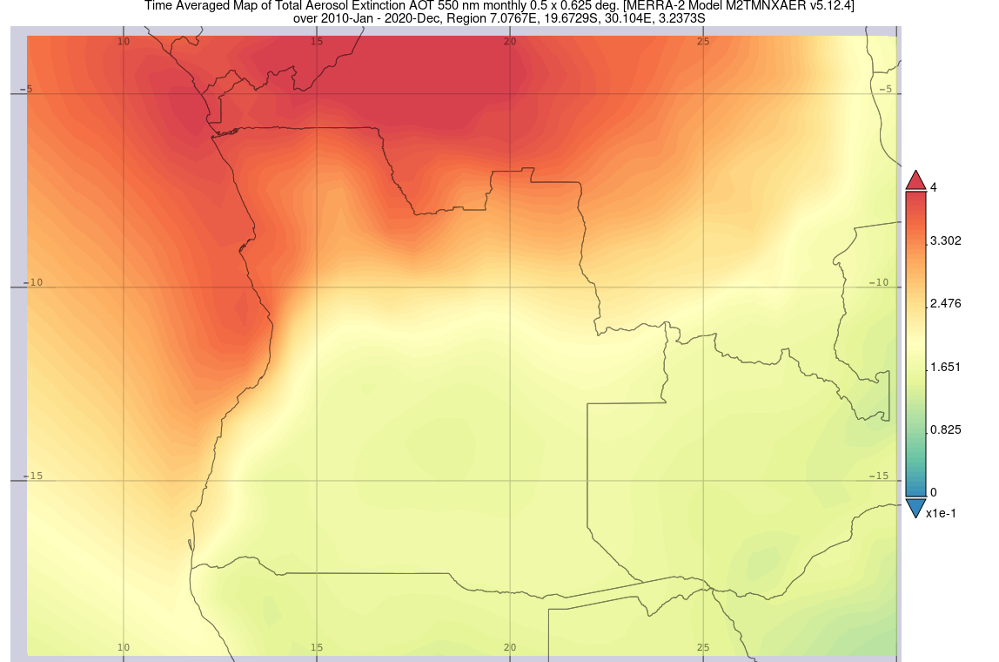 Time Averaged Map of Total Aerosol Extinction AOT 550 nm monthly 0.5 x 0.625 deg. [MERRA-2 Model M2TMNXAER v5.12.4]
over 2010-Jan - 2020-Dec, Region 7.0767E, 19.6729S, 30.104E, 3.2373S
10 15 20 25
-5 -5
4
3.302
-10 -10
2.476
1.651
0.825
-15 -15
0
x1e-1
10 15 20 25